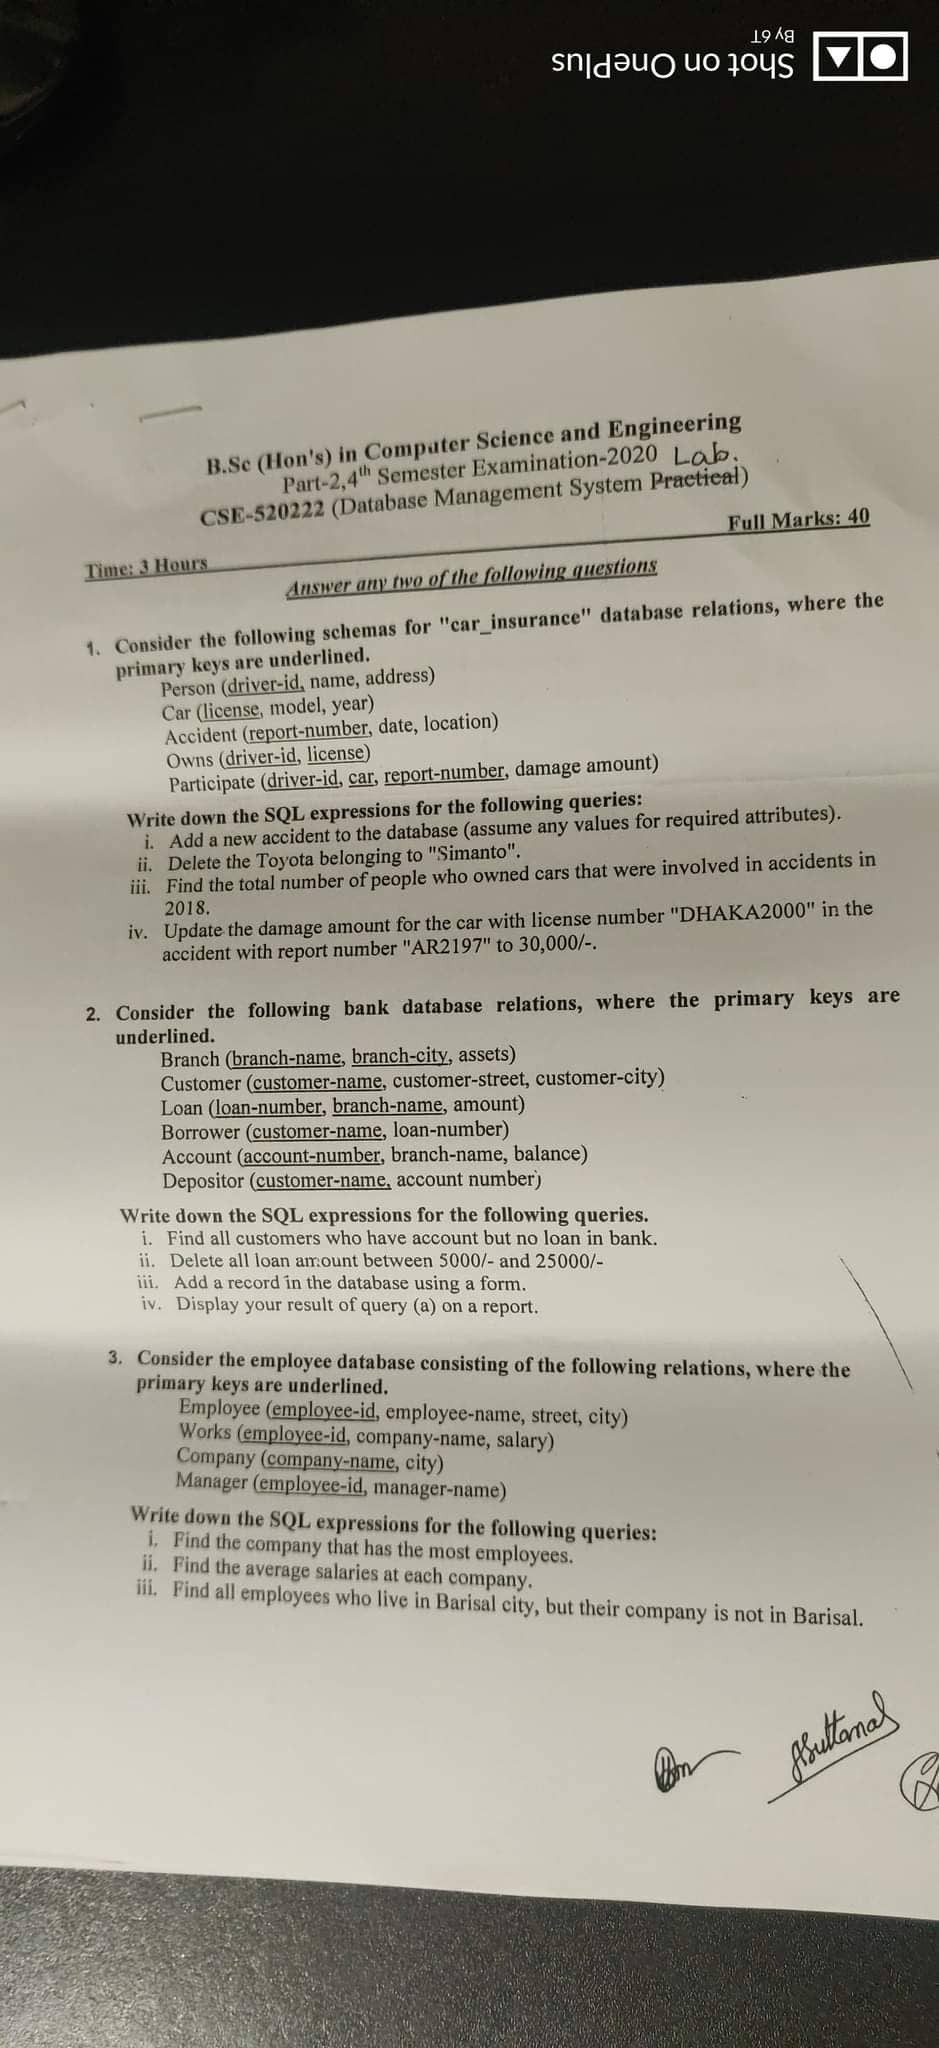 Shot on OnePlus
By 6T
B.Sc (Hon's) in Computer Science and Engineering
Part-2,4th Semester Examination-2020 Lab.
CSE-520222 (Database Management System Practical)
Full Marks: 40
Time: 3 Hours
Answer any two of the following questions
1. Consider the following schemas for "car_insurance" database relations, where the
primary keys are underlined.
Person (driver-id, name, address)
Car (license, model, year)
Accident (report-number, date, location)
Owns (driver-id, license)
Participate (driver-id, car, report-number, damage amount)
Write down the SQL expressions for the following queries:
i. Add a new accident to the database (assume any values for required attributes).
ii. Delete the Toyota belonging to "Simanto".
iii. Find the total number of people who owned cars that were involved in accidents in
2018.
iv. Update the damage amount for the car with license number "DHAKA2000" in the
accident with report number "AR2197" to 30,000/-.
2. Consider the following bank database relations, where the primary keys are
underlined.
Branch (branch-name, branch-city, assets)
Customer (customer-name, customer-street, customer-city)
Loan (loan-number, branch-name, amount)
Borrower (customer-name, loan-number)
Account (account-number, branch-name, balance)
Depositor (customer-name, account number)
Write down the SQL expressions for the following queries.
i. Find all customers who have account but no loan in bank.
ii. Delete all loan amount between 5000/- and 25000/-
iii. Add a record in the database using a form.
iv. Display your result of query (a) on a report.
3. Consider the employee database consisting of the following relations, where the
primary keys are underlined.
Employee (employee-id, employee-name, street, city)
Works (employee-id, company-name, salary)
Company (company-name, city)
Manager (employee-id, manager-name)
Write down the SQL expressions for the following queries:
i. Find the company that has the most employees.
ii. Find the average salaries at each company.
iii. Find all employees who live in Barisal city, but their company is not in Barisal.